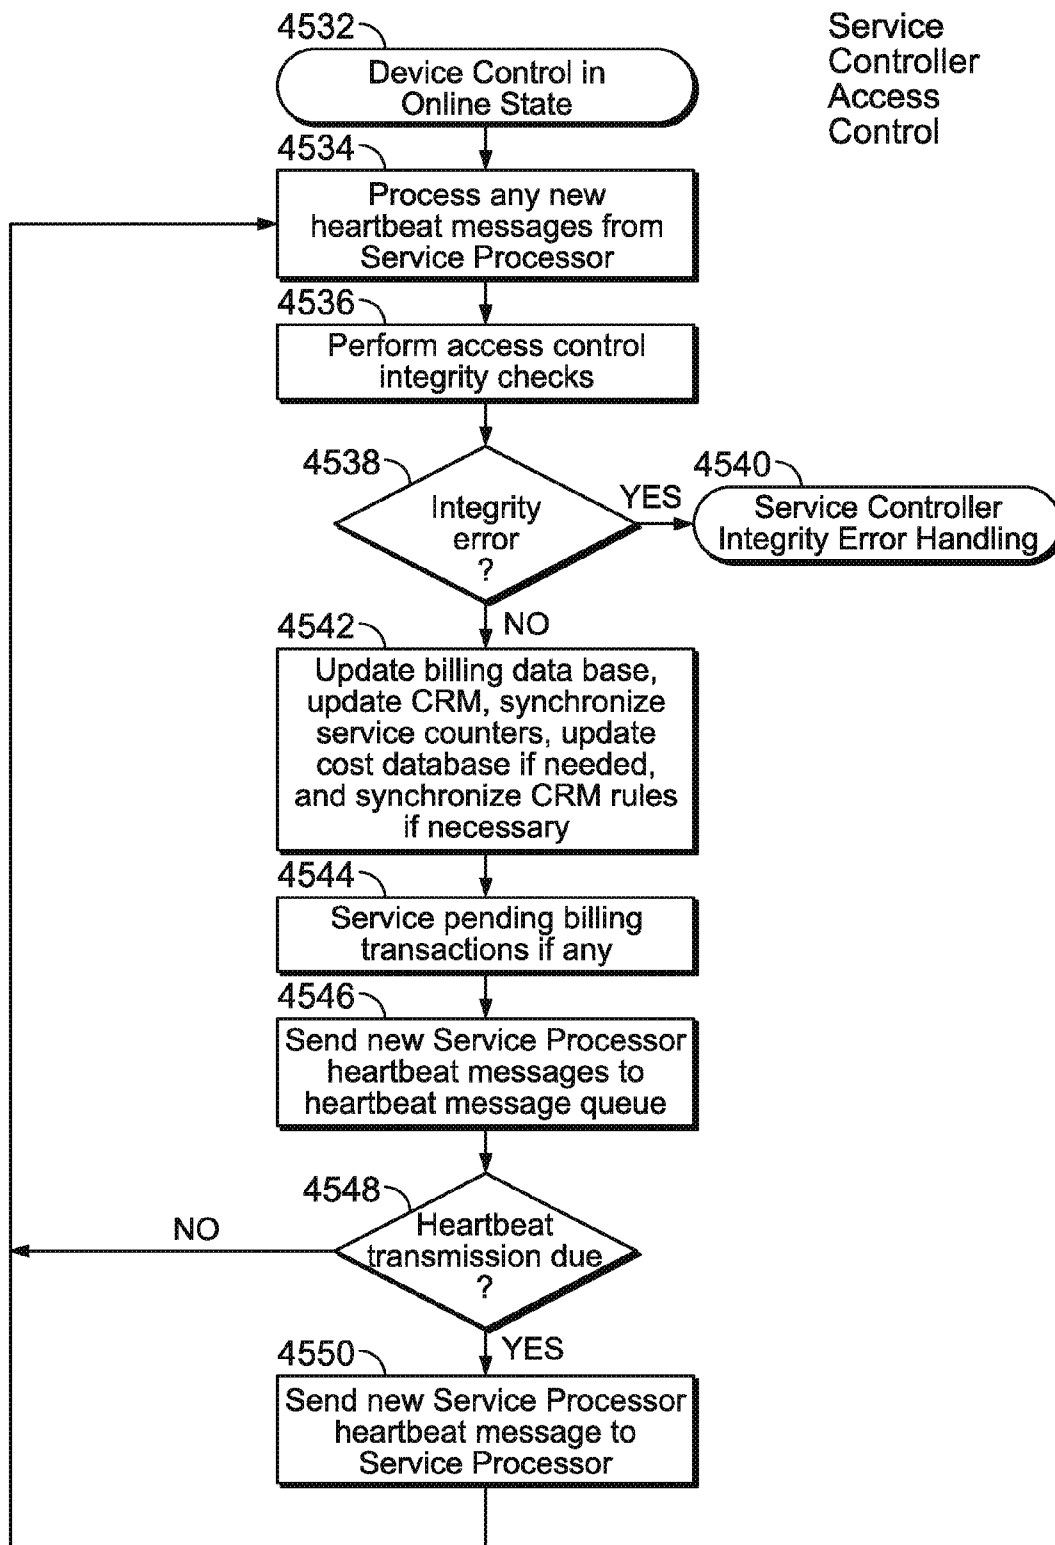 4532
Device Control in
Online State
Service
Controller
Access
Control
4534
Process any new
heartbeat messages from
Service Processor
4536
Perform access control
integrity checks
4538
Integrity
error
?
YES
4540
Service Controller
Integrity Error Handling
NO
4542
Update billing data base,
update CRM, synchronize
service counters, update
cost database if needed,
and synchronize CRM rules
if necessary
4544
Service pending billing
transactions if any
4546
Send new Service Processor
heartbeat messages to
heartbeat message queue
4548
Heartbeat
transmission due
?
NO
YES
4550
Send new Service Processor
heartbeat message to
Service Processor